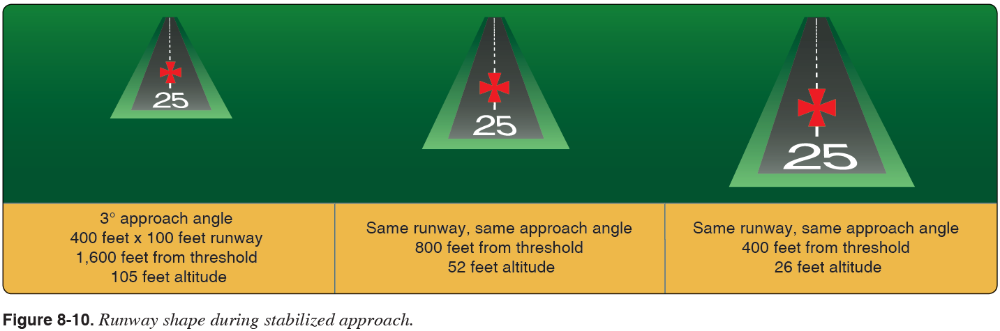 25
25
25
3° approach angle
400 feet x 100 feet runway
1,600 feet from threshold
105 feet altitude
Same runway, same approach angle
800 feet from threshold
52 feet altitude
Same runway, same approach angle
400 feet from threshold
26 feet altitude
Figure 8-10. Runway shape during stabilized approach.